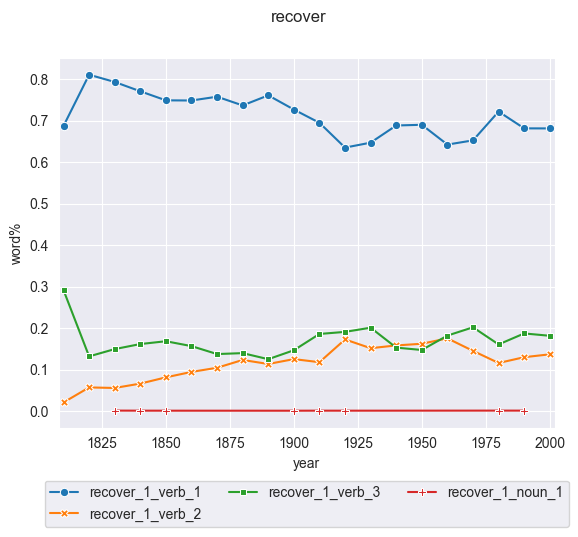 recover
0.8
0.7
0.6
0.5
0.4
0.3
0.2
0.1
0.0
word%
1825 1850 1875 1900 1925 1950 1975 2000
year
recover_1_verb_1 recover_1_verb_3 recover_1_noun_1
recover_1_verb_2